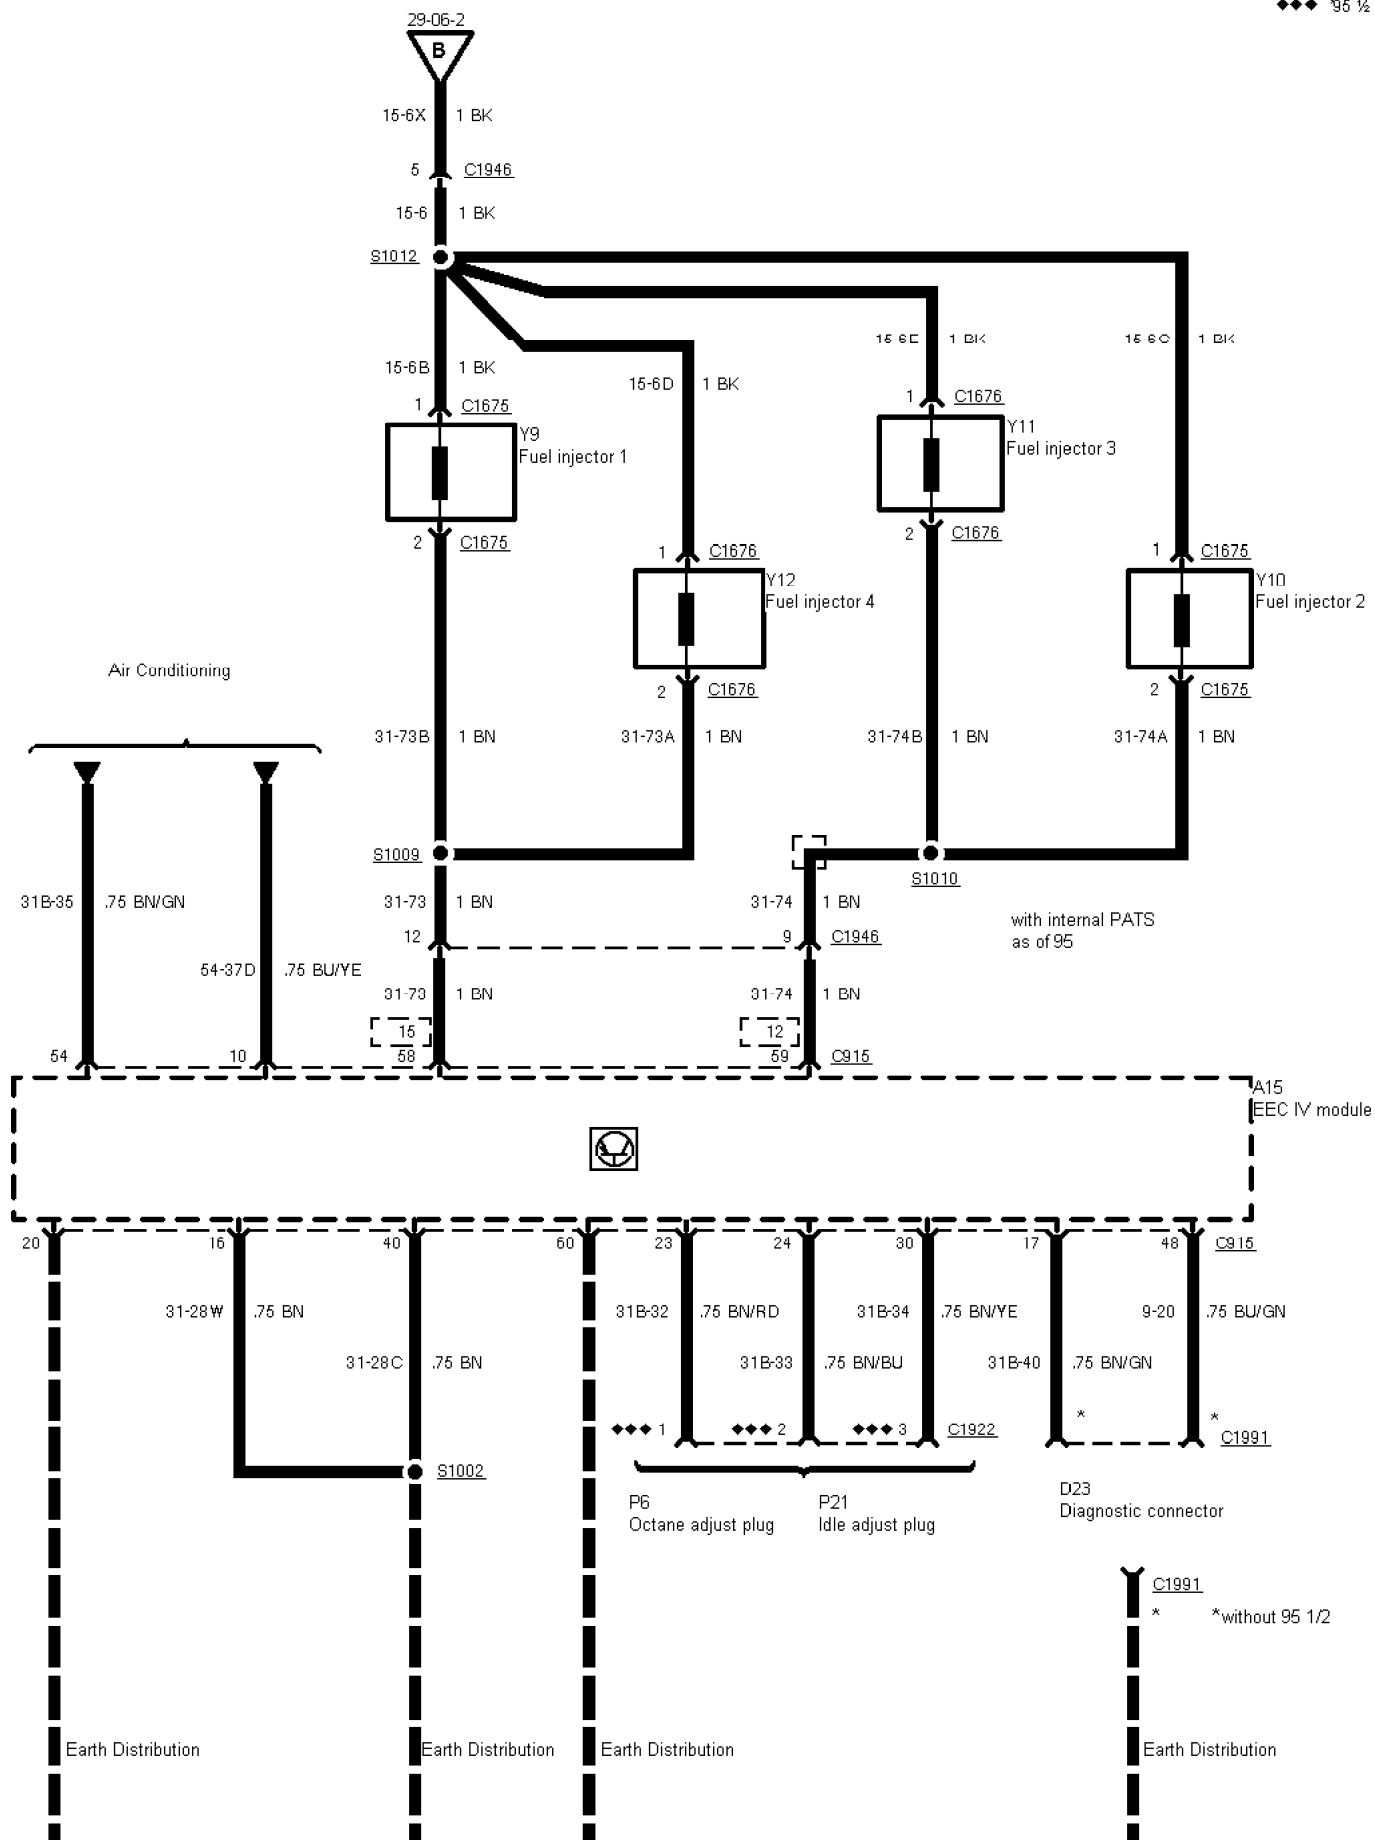 ◆◆◆ '95 ½
29-06-2
B
15-6X 1 BK
5 C1946
15-6 1 BK
S1012
15-6E 1 BK 15-6C 1 BK
15-6B 1 BK
15-6D 1 BK
1 C1676
1 C1675
Y11
Fuel injector 3
Y9
Fuel injector 1
2 C1676
2 C1675
1 C1676 1 C1675
Y12 Y10
Fuel injector 4 Fuel injector 2
Air Conditioning
2 C1676 2 C1675
31-73B 1 BN 31-73A 1 BN 31-74B 1 BN 31-74A 1 BN
S1009
S1010
31B-35 .75 BN/GN 31-73 1 BN 31-74 1 BN
with internal PATS
as of 95
12 9 C1946
54-37D .75 BU/YE
31-73 1 BN 31-74 1 BN
15 12
54 10 58 59 C915
A15
EEC IV module
20 16 40 60 23 24 30 17 48 C915
31-28W .75 BN 31B-32 .75 BN/RD 31B-34 .75 BN/YE 9-20 .75 BU/GN
31-28C .75 BN 31B-33 .75 BN/BU 31B-40 .75 BN/GN
* *
◆◆◆ 1 ◆◆◆ 2 ◆◆◆ 3 C1922 C1991
S1002
P6 P21
Octane adjust plug Idle adjust plug
D23
Diagnostic connector
C1991
* *without 95 1/2
Earth Distribution Earth Distribution Earth Distribution Earth Distribution